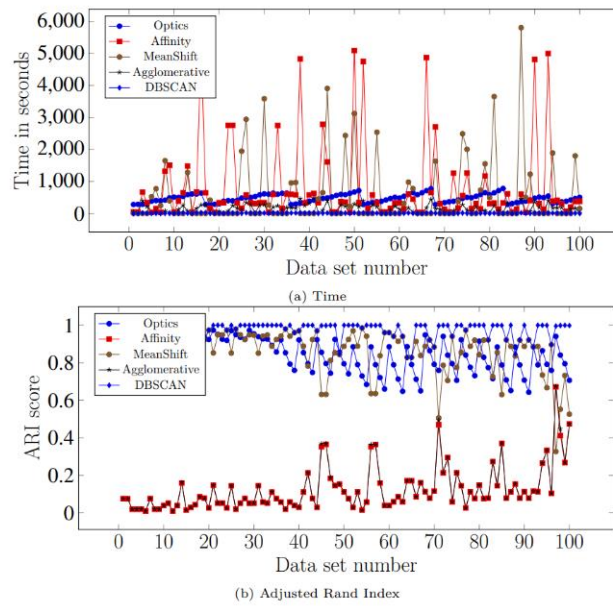 6,000
5,000
4,000
3,000
2,000
1,000
0
Time in seconds
Optics
Affinity
MeanShift
Agglomerative
DBSCAN
0 10 20 30 40 50 60 70 80 90 100
Data set number
(a) Time
1
0.8
0.6
0.4
0.2
0
ARI score
Optics
Affinity
MeanShift
Agglomerative
DBSCAN
0 10 20 30 40 50 60 70 80 90 100
Data set number
(b) Adjusted Rand Index